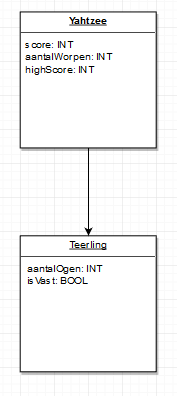 Yahtzee
score: INT
aantalWorpen: INT
highScore: INT
Teerling
aantalOgen: INT
isVast: BOOL